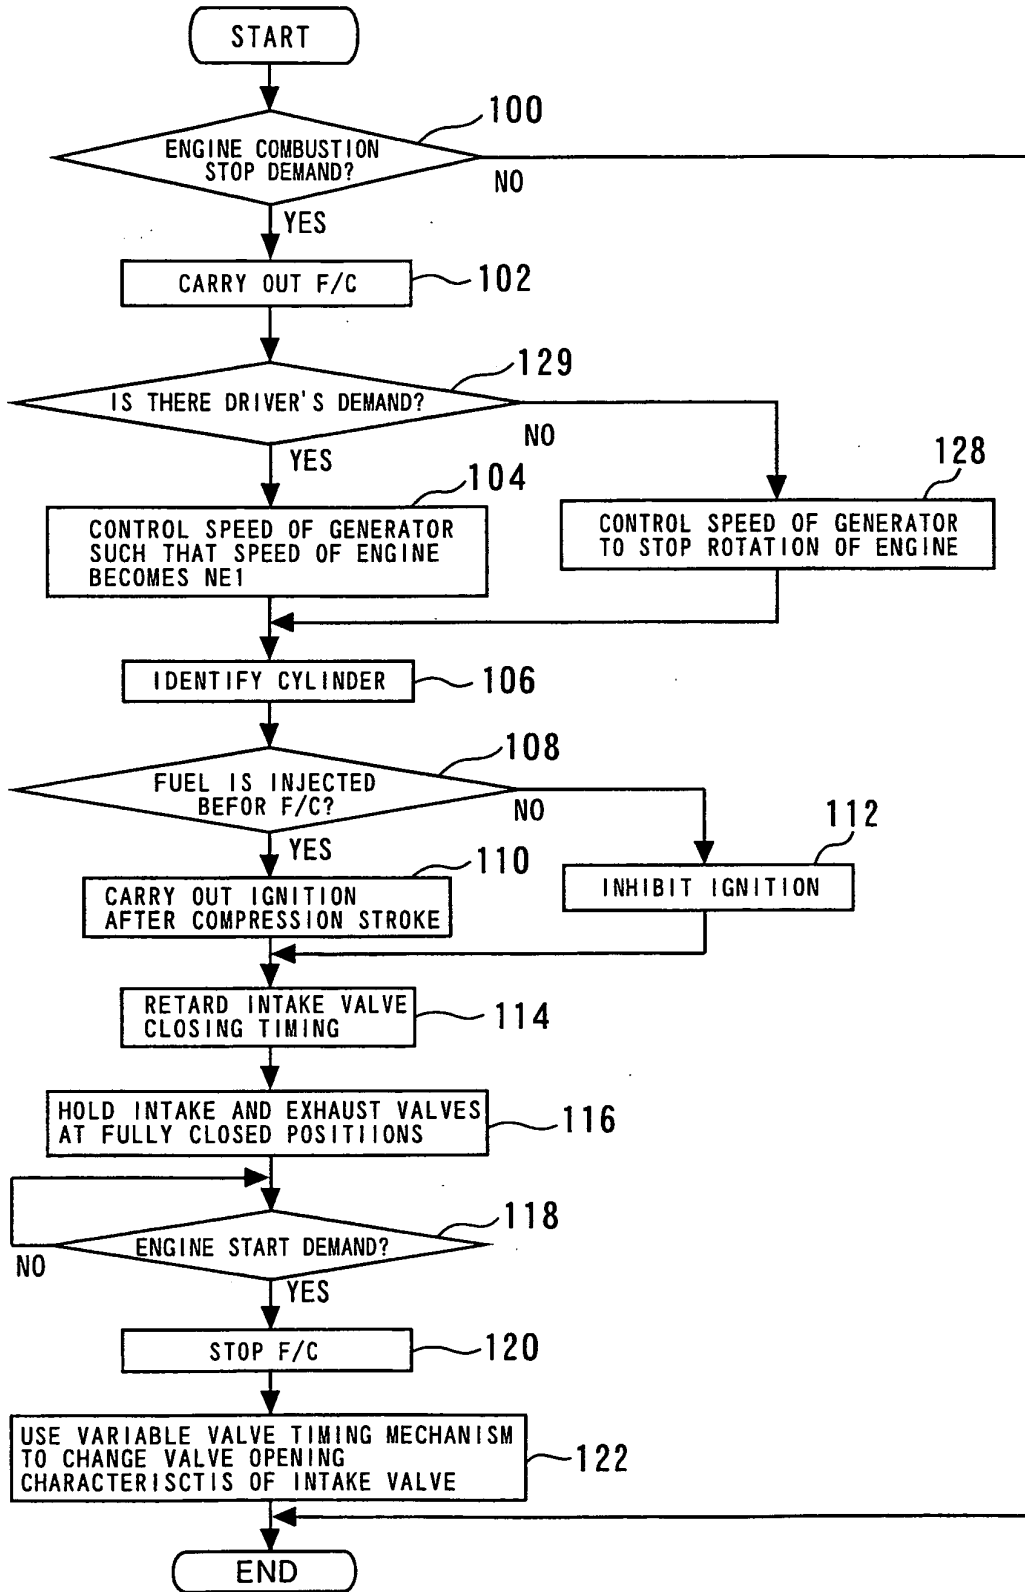 START
100
ENGINE COMBUSTION
STOP DEMAND?
NO
YES
CARRY OUT F/C
102
129
IS THERE DRIVER'S DEMAND?
NO
YES
104
128
CONTROL SPEED OF GENERATOR
SUCH THAT SPEED OF ENGINE
BECOMES NE1
CONTROL SPEED OF GENERATOR
TO STOP ROTATION OF ENGINE
IDENTIFY CYLINDER
106
108
FUEL IS INJECTED
BEFOR F/C?
NO
YES
110
112
CARRY OUT IGNITION
AFTER COMPRESSION STROKE
INHIBIT IGNITION
RETARD INTAKE VALVE
CLOSING TIMING
114
HOLD INTAKE AND EXHAUST VALVES
AT FULLY CLOSED POSITIIONS
116
118
ENGINE START DEMAND?
NO
YES
STOP F/C
120
USE VARIABLE VALVE TIMING MECHANISM
TO CHANGE VALVE OPENING
CHARACTERISCTIS OF INTAKE VALVE
122
END